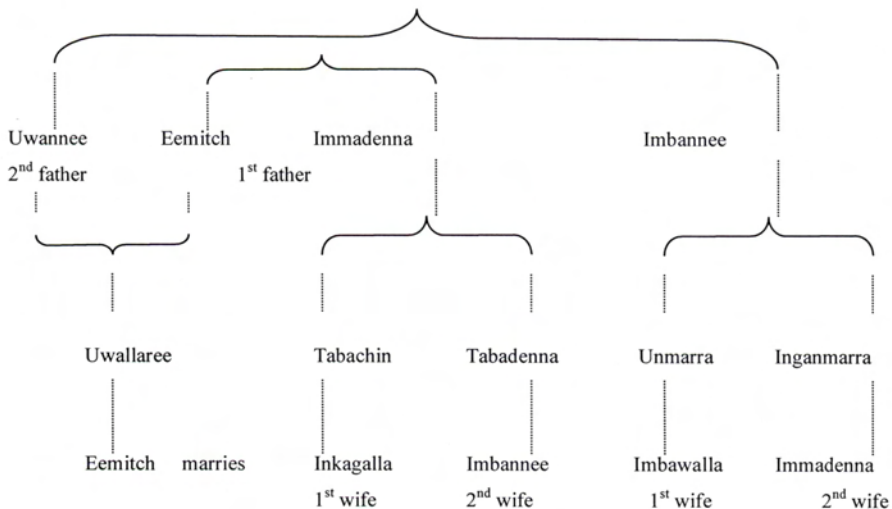 Uwannee Eemitch Immadenna Imbannee
2nd father 1st father
Uwallaree Tabachin Tabadenna Unmarra Inganmarra
Eemitch marries Inkagalla Imbannee Imbawalla Immadenna
1st wife 2nd wife 1st wife 2nd wife